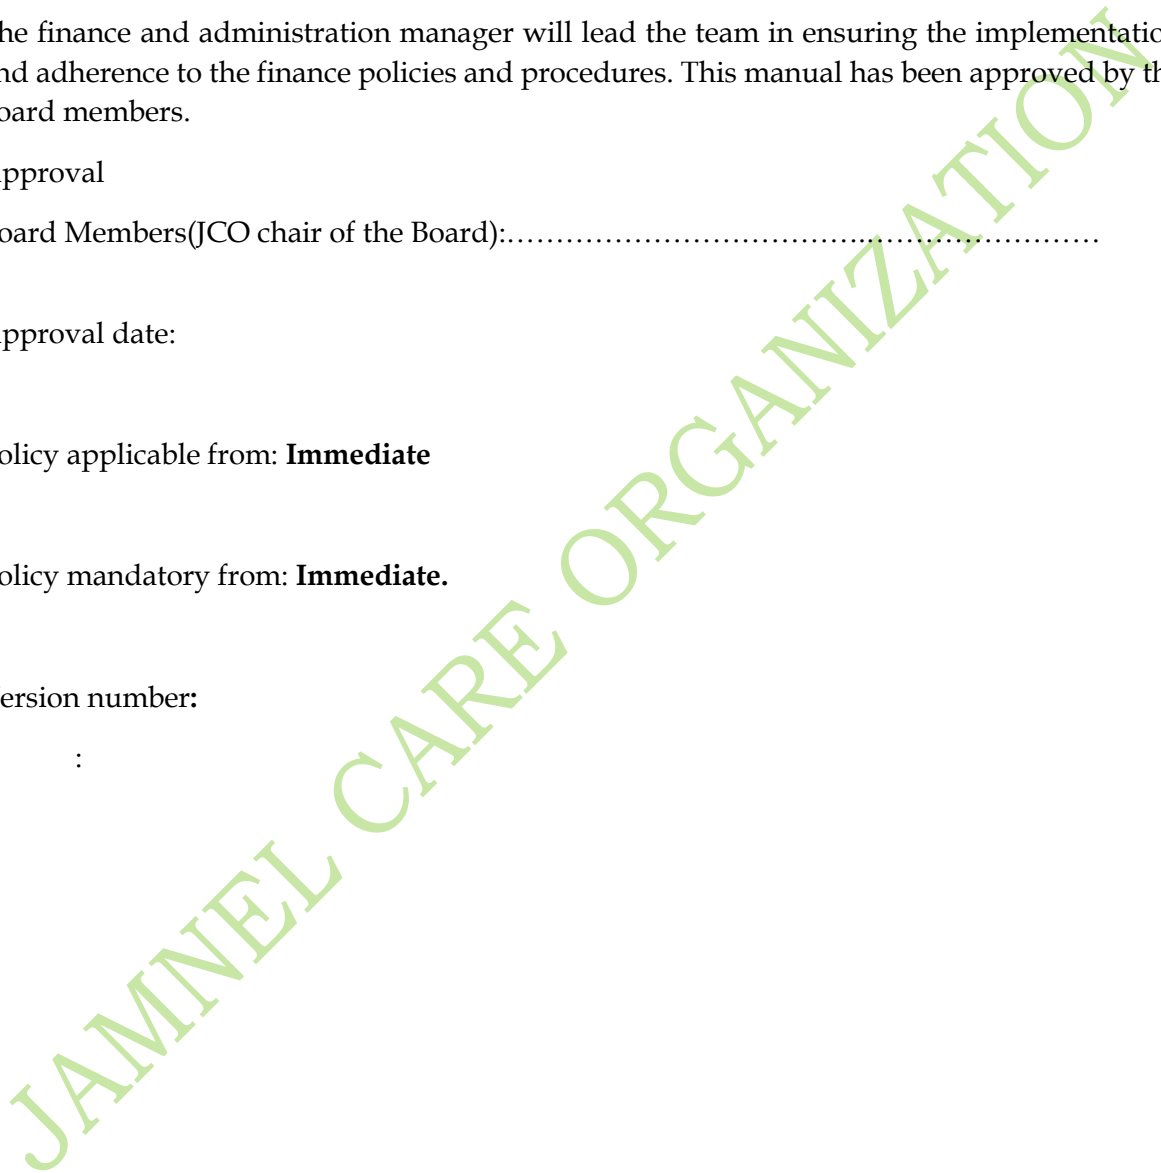 he finance and administration manager will lead the team in ensuring the implementatio
nd adherence to the finance policies and procedures. This manual has been approved by th
oard members.
pproval
oard Members(JCO chair of the Board):……………………………………………………
pproval date:
olicy applicable from: Immediate
olicy mandatory from: Immediate.
ersion number:
:
JAMNEL CARE ORGANIZATION